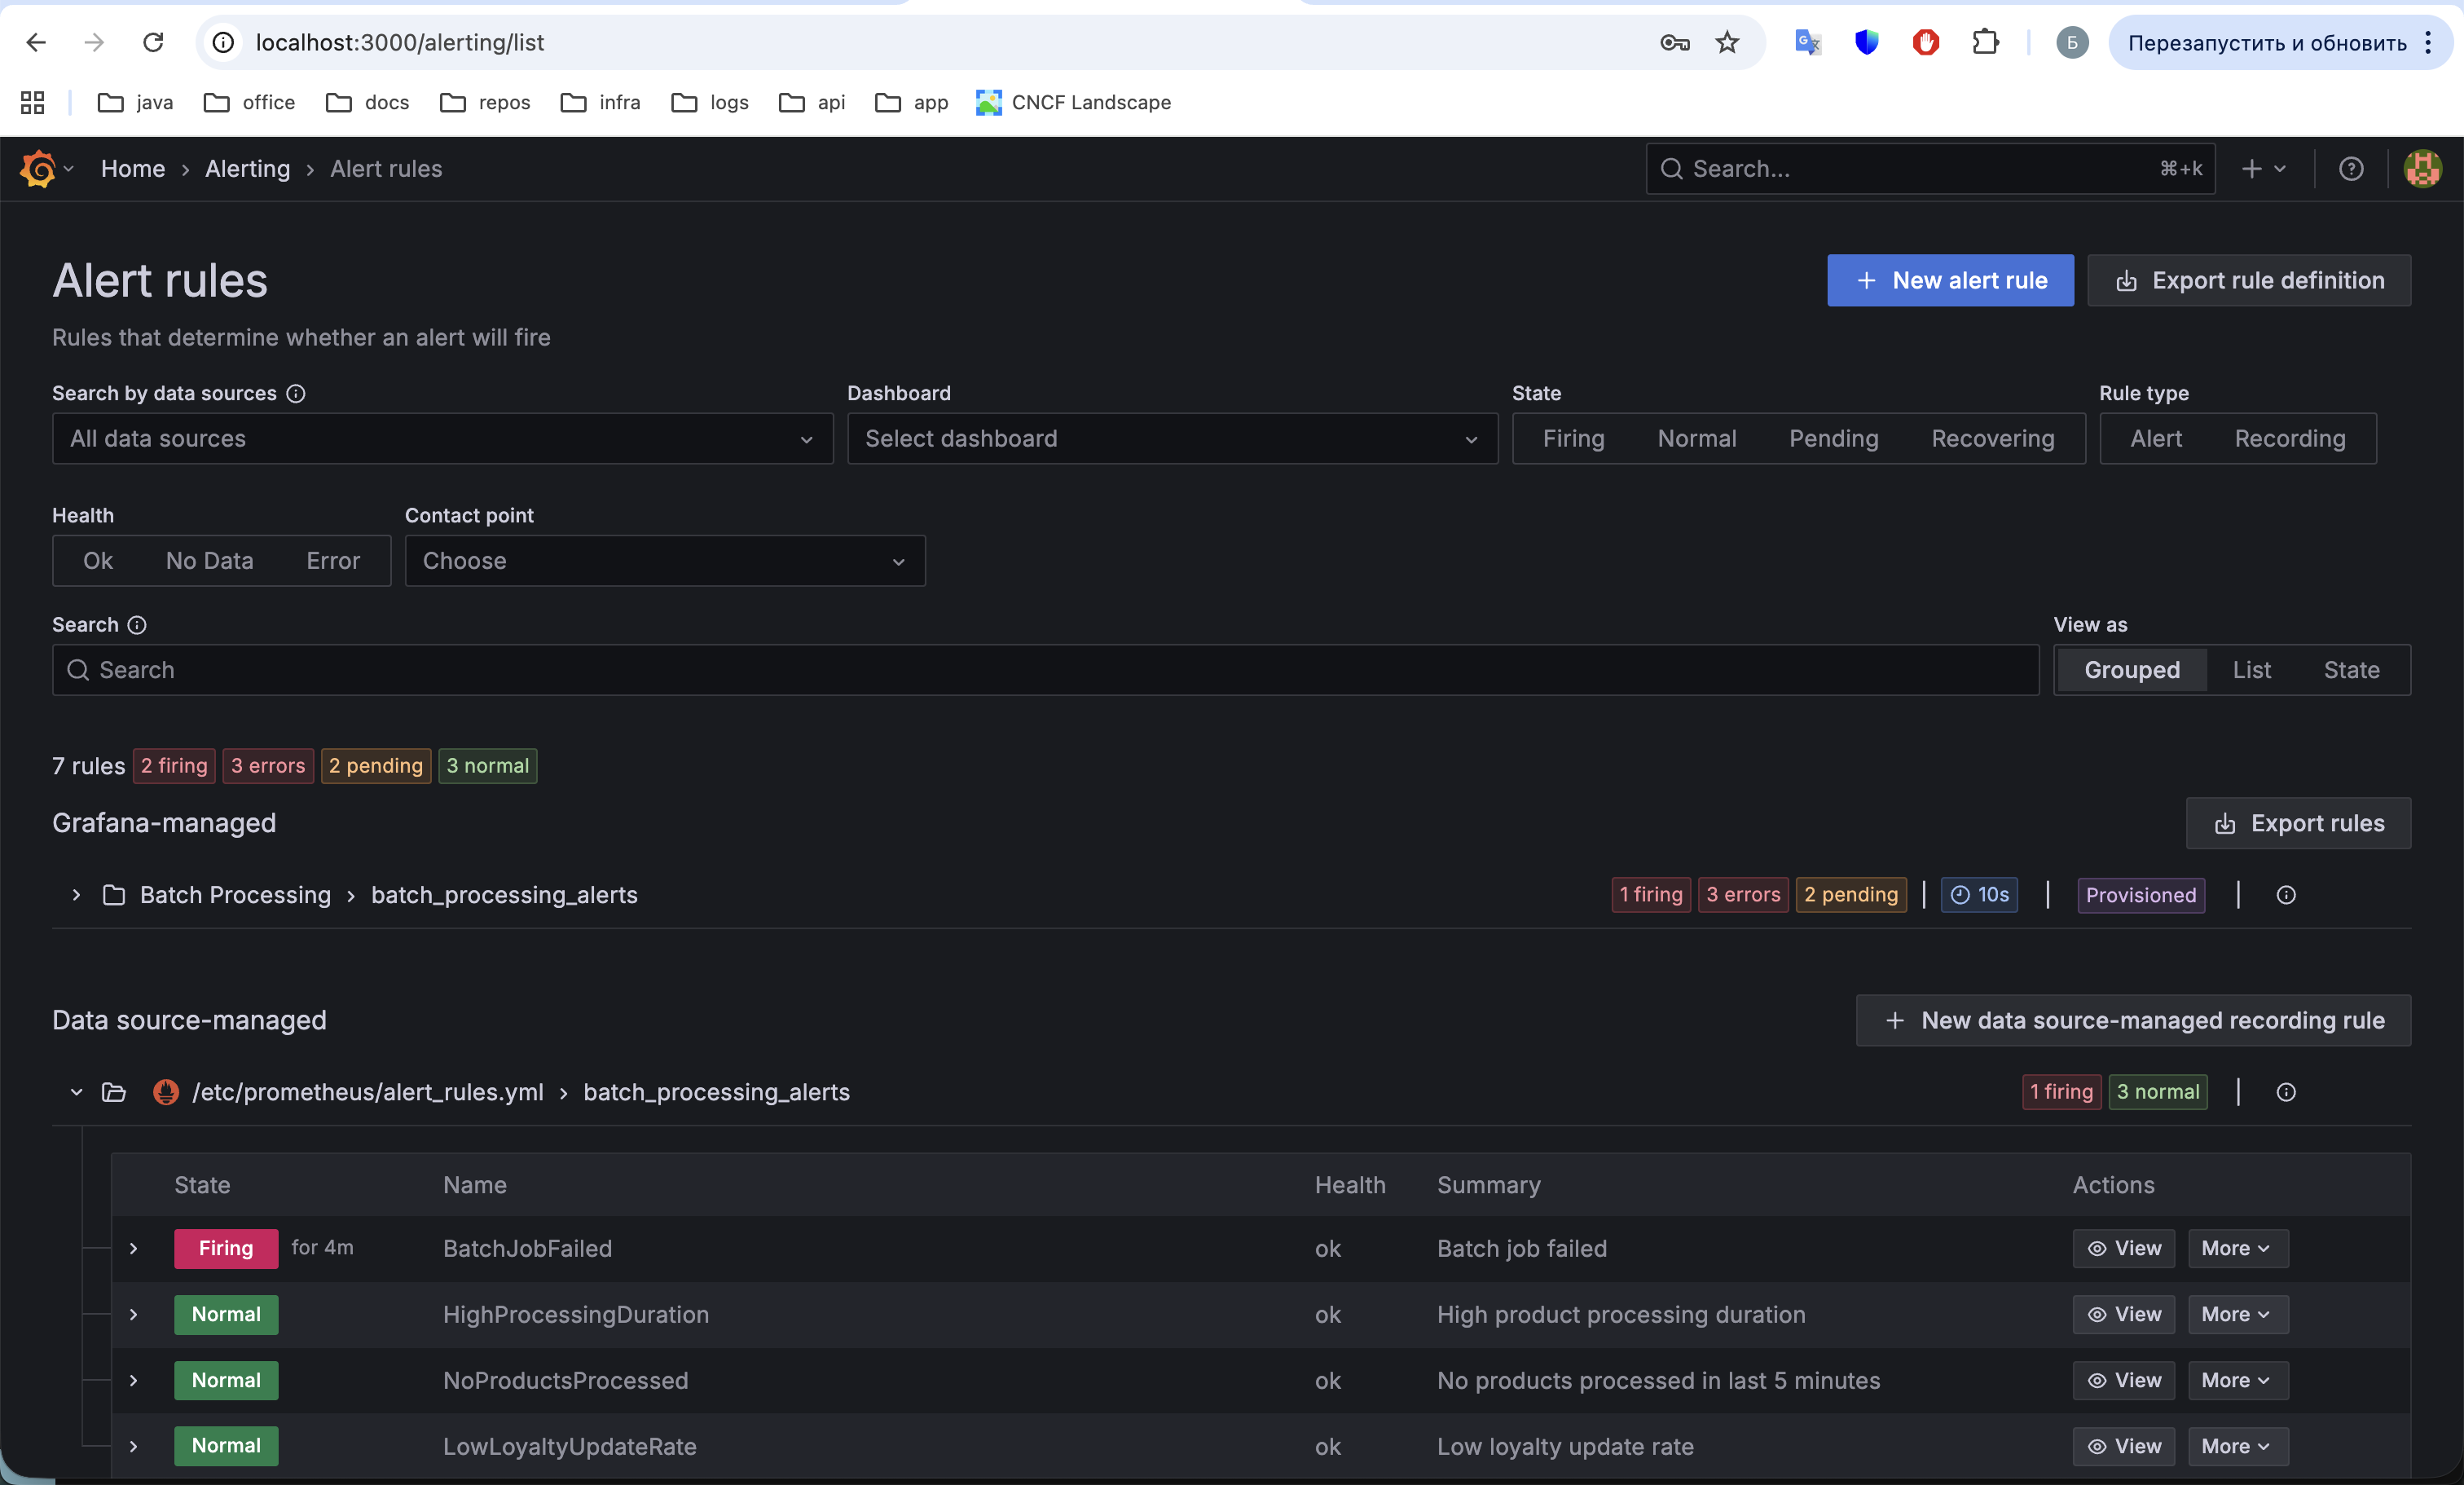 localhost:3000/alerting/list
Б
Перезапустить и обновить
java office docs repos infra logs api app CNCF Landscape
Home › Alerting › Alert rules
Search...
⌘+k
Alert rules
+ New alert rule
Export rule definition
Rules that determine whether an alert will fire
Search by data sources Dashboard State Rule type
All data sources Select dashboard Firing Normal Pending Recovering Alert Recording
Health Contact point
Ok No Data Error Choose
Search View as
Search Grouped List State
7 rules 2 firing 3 errors 2 pending 3 normal
Grafana-managed Export rules
Batch Processing › batch_processing_alerts 1 firing 3 errors 2 pending | 10s | Provisioned |
Data source-managed + New data source-managed recording rule
/etc/prometheus/alert_rules.yml › batch_processing_alerts 1 firing 3 normal |
State Name Health Summary Actions
Firing for 4m BatchJobFailed ok Batch job failed View More
Normal HighProcessingDuration ok High product processing duration View More
Normal NoProductsProcessed ok No products processed in last 5 minutes View More
Normal LowLoyaltyUpdateRate ok Low loyalty update rate View More